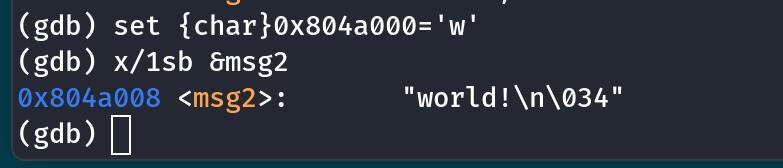 (gdb) set {char}0x804a000='w'
(gdb) x/1sb &msg2
0x804a008 <msg2>:       "world!\n\034"
(gdb)